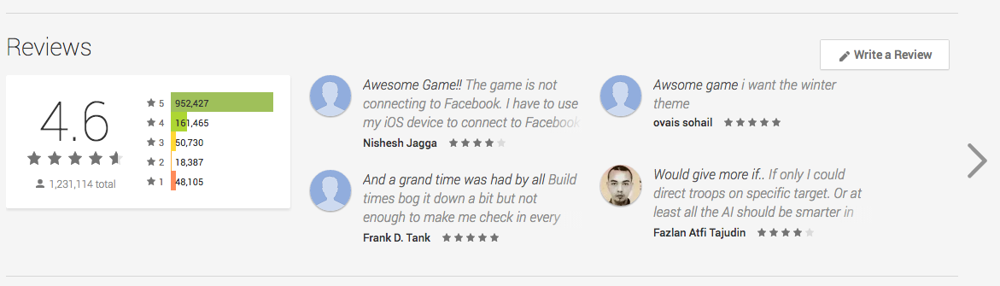 Reviews
Write a Review
4.6
1,231,114 total
5 952,427
4 161,465
3 50,730
2 18,387
1 48,105
Awesome Game!! The game is not
connecting to Facebook. I have to use
my iOS device to connect to Facebook
Nishesh Jagga
Awsome game i want the winter
theme
ovais sohail
And a grand time was had by all Build
times bog it down a bit but not
enough to make me check in every
Frank D. Tank
Would give more if.. If only I could
direct troops on specific target. Or at
least all the AI should be smarter in
Fazlan Atfi Tajudin